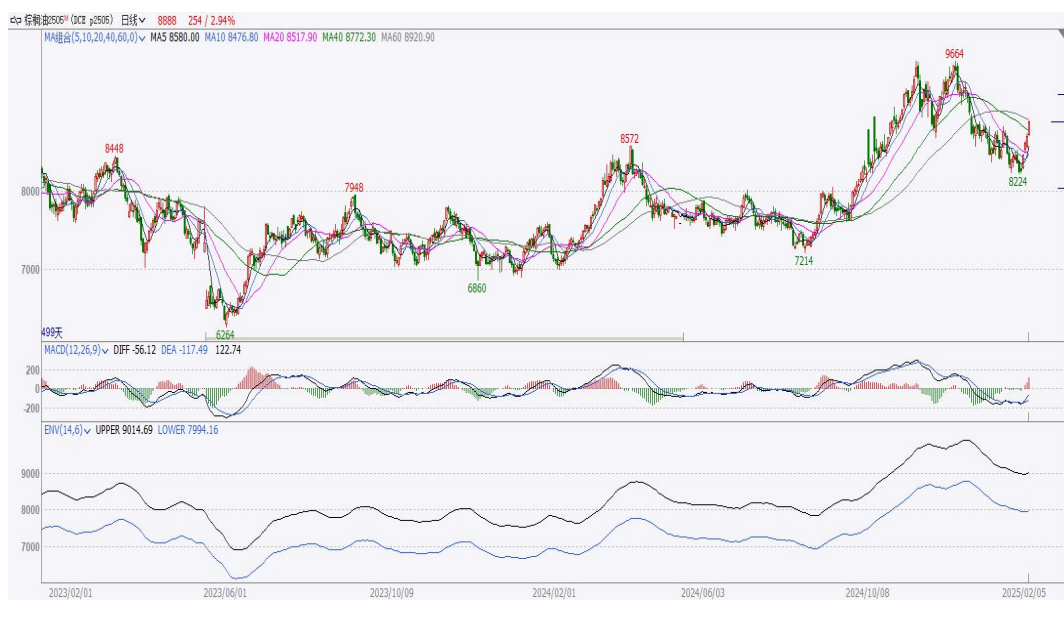 棕榈油2505M (DCE p2505) 日线 8888 254 / 2.94%
MA组合(5,10,20,40,60,0) MA5 8580.00 MA10 8476.80 MA20 8517.90 MA40 8772.30 MA60 8920.90
9664
8448
8572
7948
8000
8224
7000
7214
6860
6264
499天
MACD(12,26,9) DIFF -56.12 DEA -117.49 122.74
200
0
-200
ENV(14,6) UPPER 9014.69 LOWER 7994.16
9000
8000
7000
2023/02/01 2023/06/01 2023/10/09 2024/02/01 2024/06/03 2024/10/08 2025/02/05